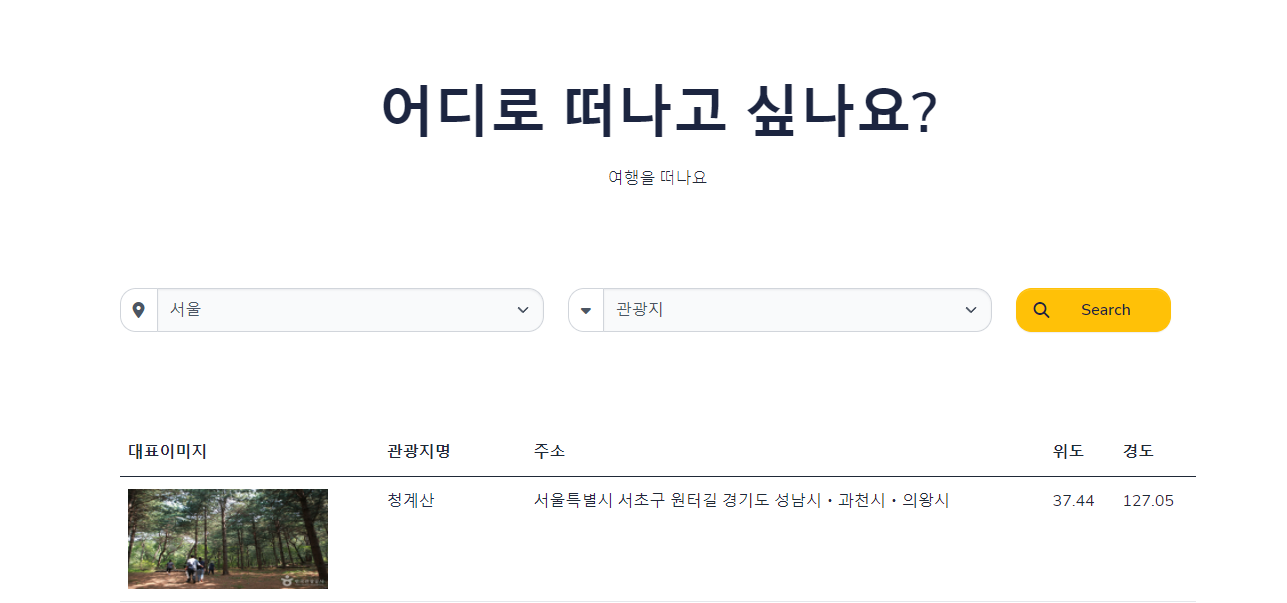 어디로 떠나고 싶나요?
여행을 떠나요
서울 관광지 Search
대표이미지 관광지명 주소 위도 경도
청계산 서울특별시 서초구 원터길 경기도 성남시・과천시・의왕시 37.44 127.05